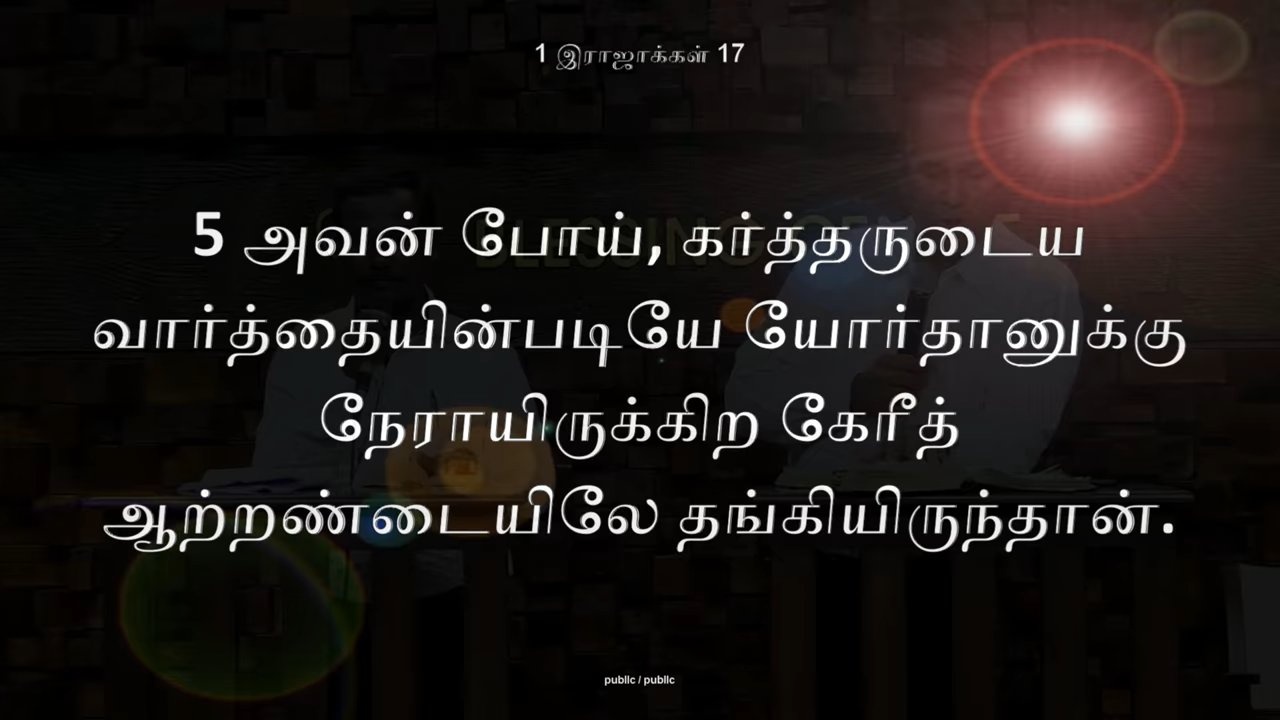 1 இராஜாக்கள் 17
5 அவன் போய், கர்த்தருடைய
வார்த்தையின்படியே யோர்தானுக்கு
நேராயிருக்கிற கேரீத்
ஆற்றண்டையிலே தங்கியிருந்தான்.
public / public